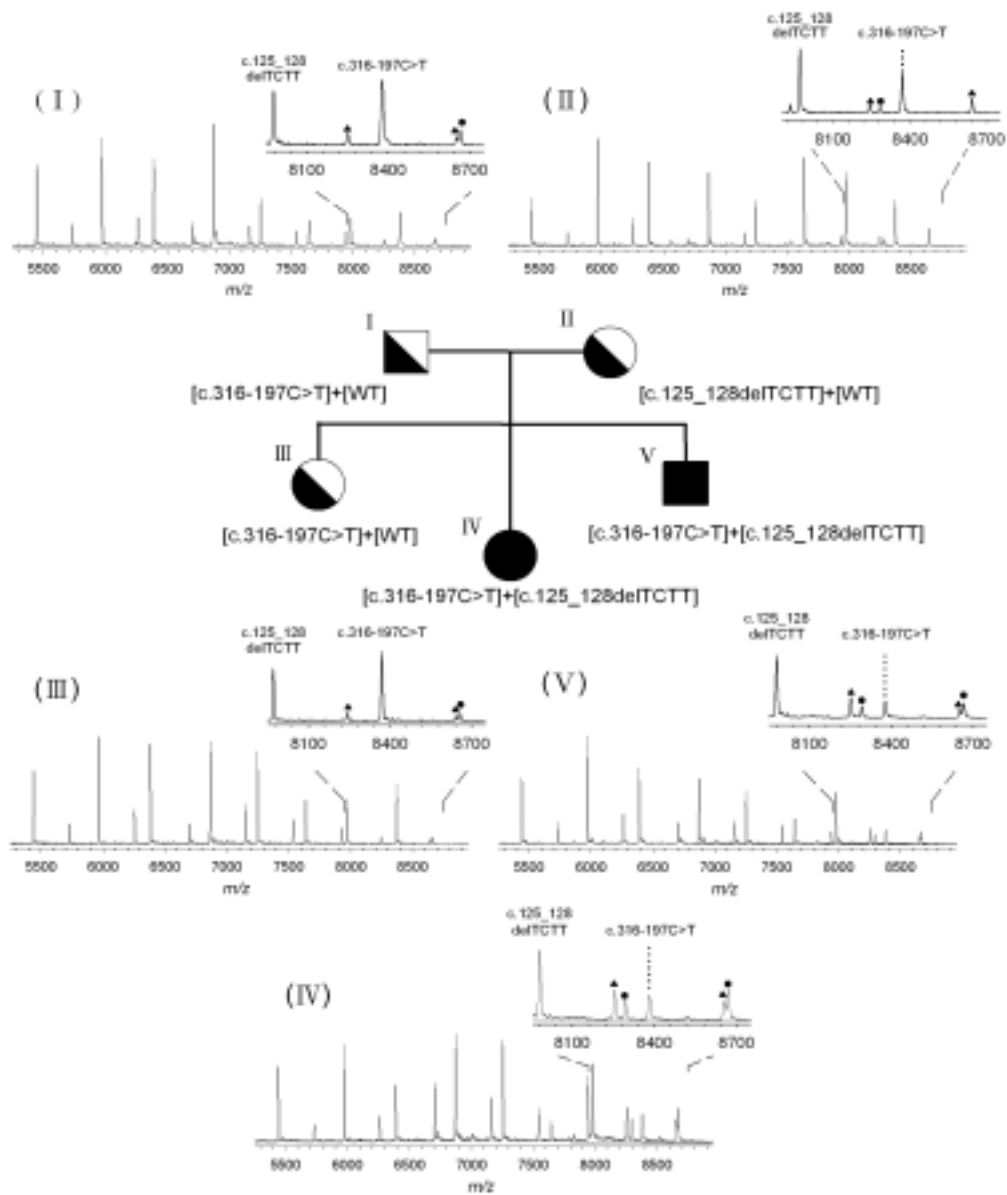 c.125_128
delTCTT
c.316-197C>T
(I)
8100 8400 8700
5500 6000 6500 7000 7500 8000 8500
m/z
c.125_128
delTCTT
c.316-197C>T
(II)
8100 8400 8700
5500 6000 6500 7000 7500 8000 8500
m/z
I
II
[c.316-197C>T]+[WT]
[c.125_128delTCTT]+[WT]
III
V
[c.316-197C>T]+[WT]
[c.316-197C>T]+[c.125_128delTCTT]
IV
[c.316-197C>T]+[c.125_128delTCTT]
c.125_128
delTCTT
c.316-197C>T
(III)
8100 8400 8700
5500 6000 6500 7000 7500 8000 8500
m/z
c.125_128
delTCTT
c.316-197C>T
(V)
8100 8400 8700
5500 6000 6500 7000 7500 8000 8500
m/z
c.125_128
delTCTT
c.316-197C>T
(IV)
8100 8400 8700
5500 6000 6500 7000 7500 8000 8500
m/z